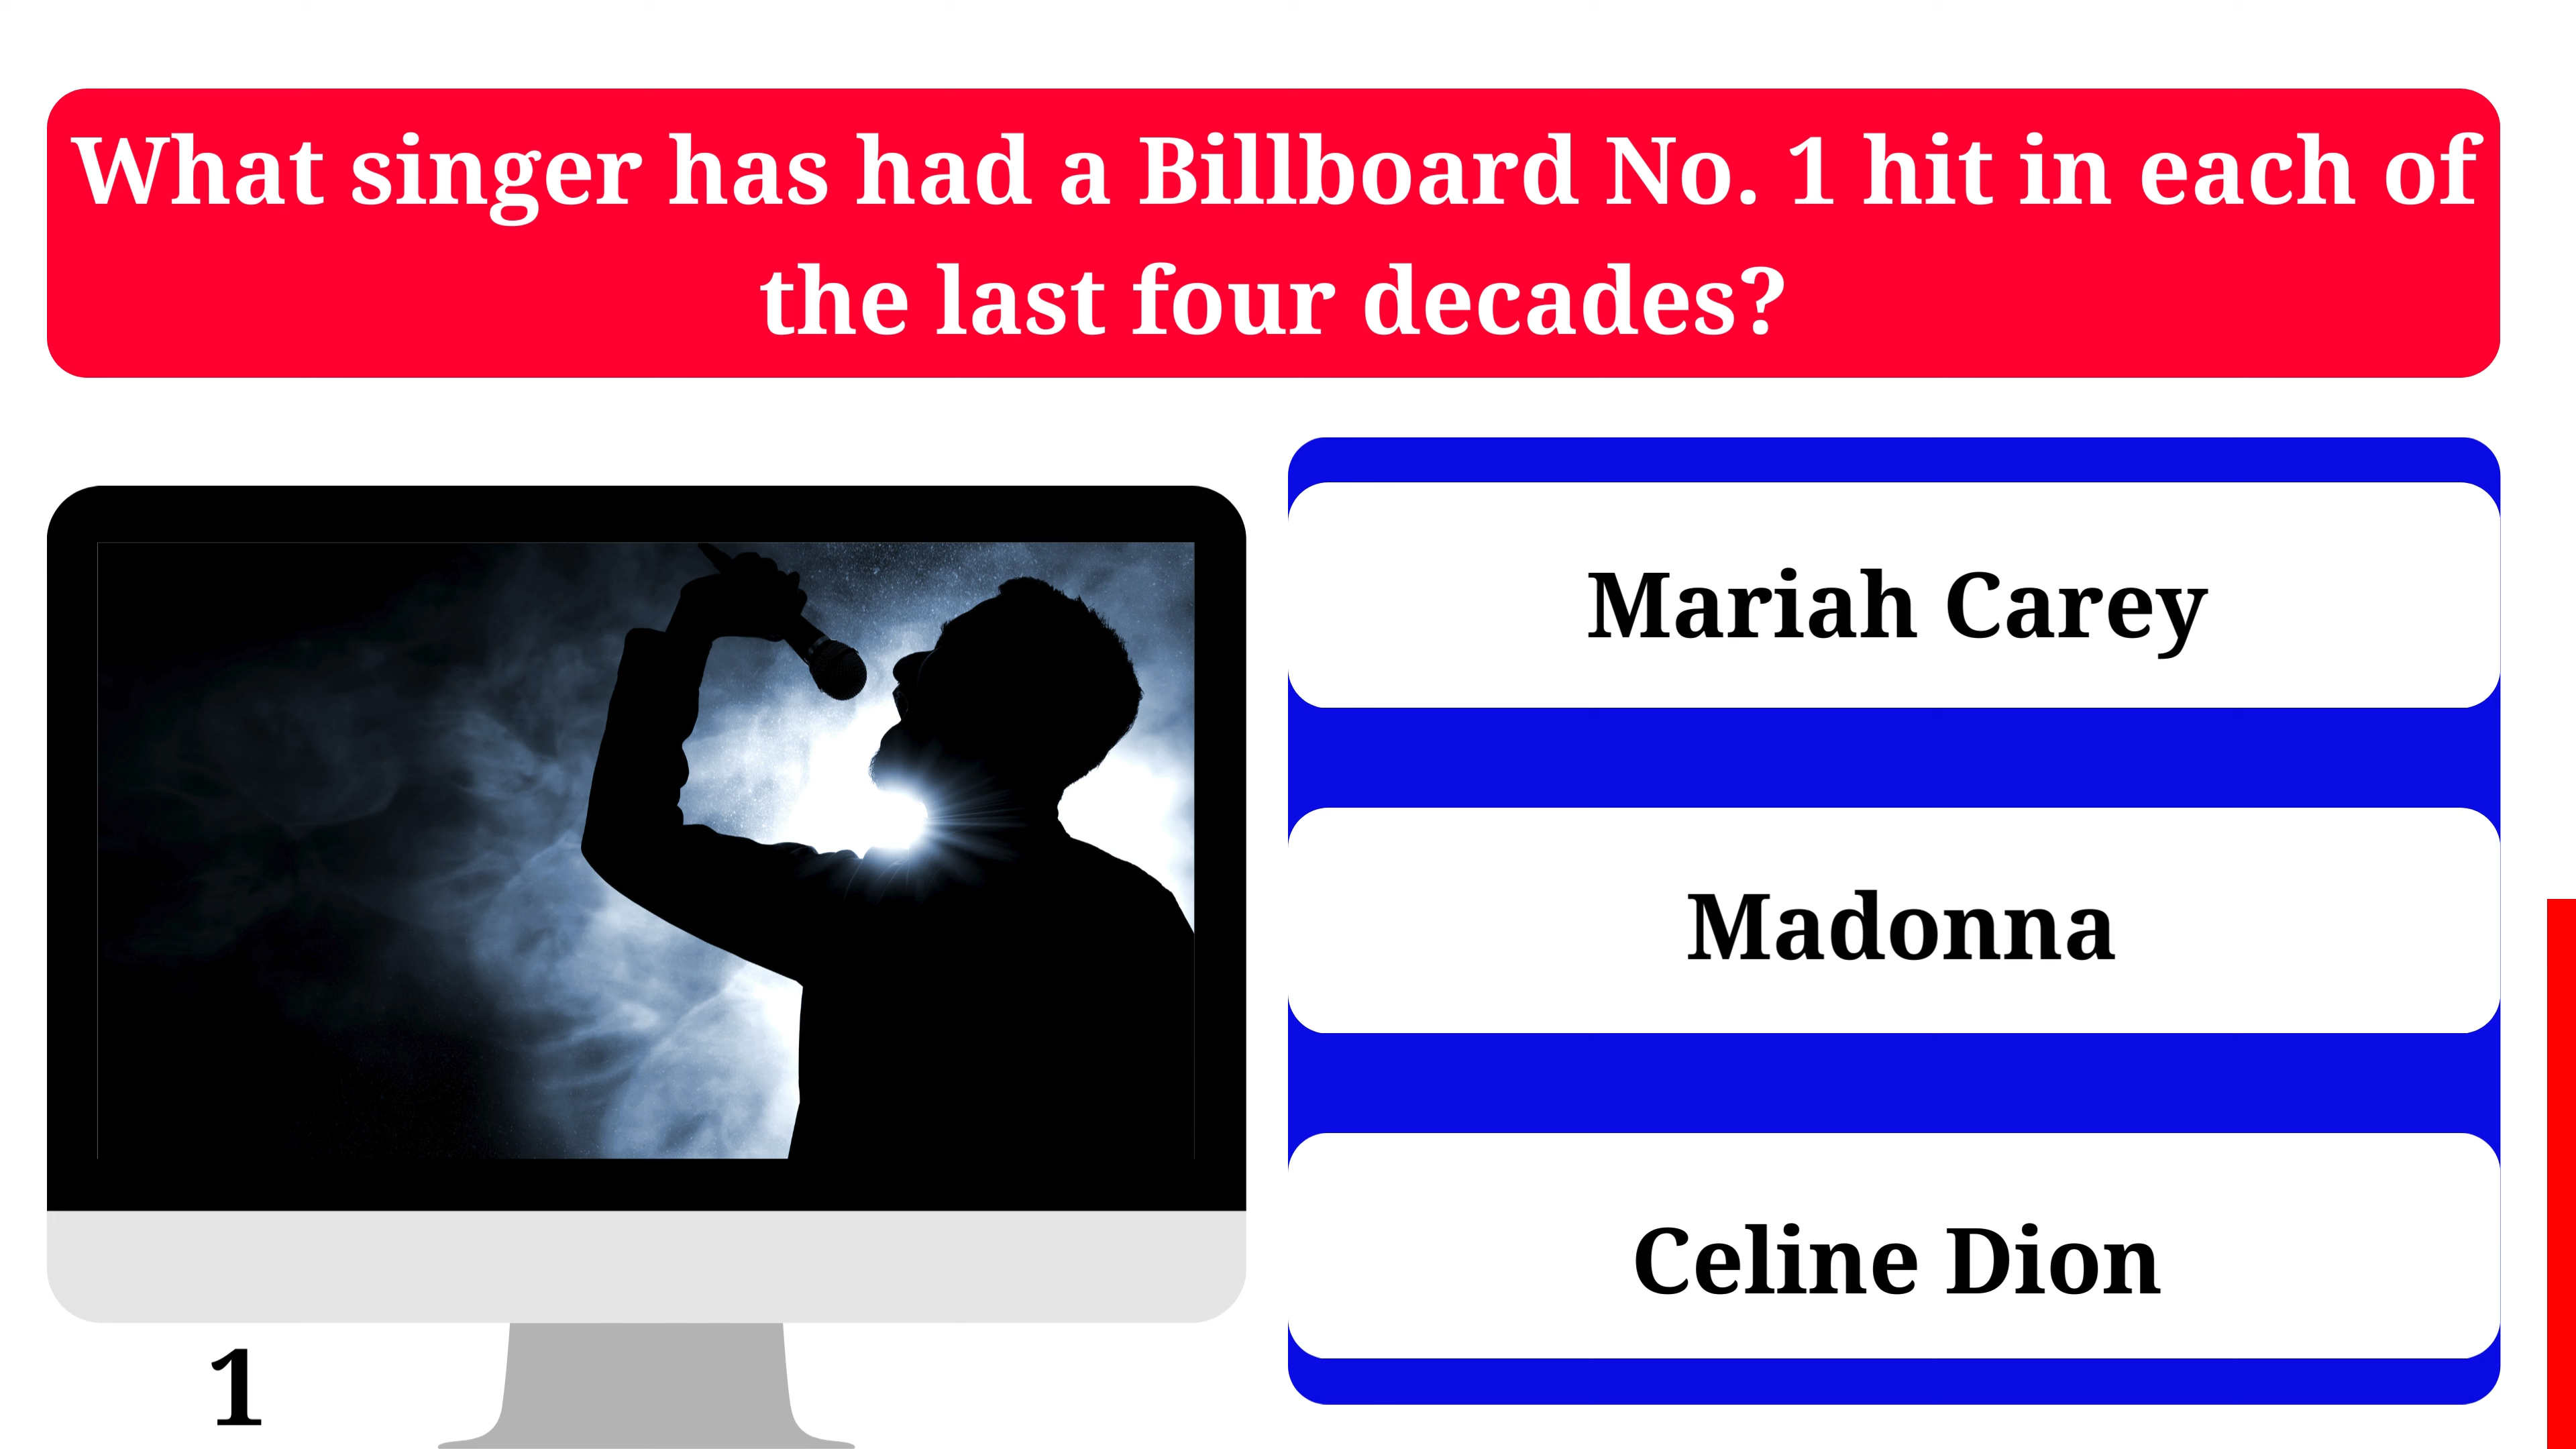 What singer has had a Billboard No. 1 hit in each of
the last four decades?
Mariah Carey
Madonna
Celine Dion
1